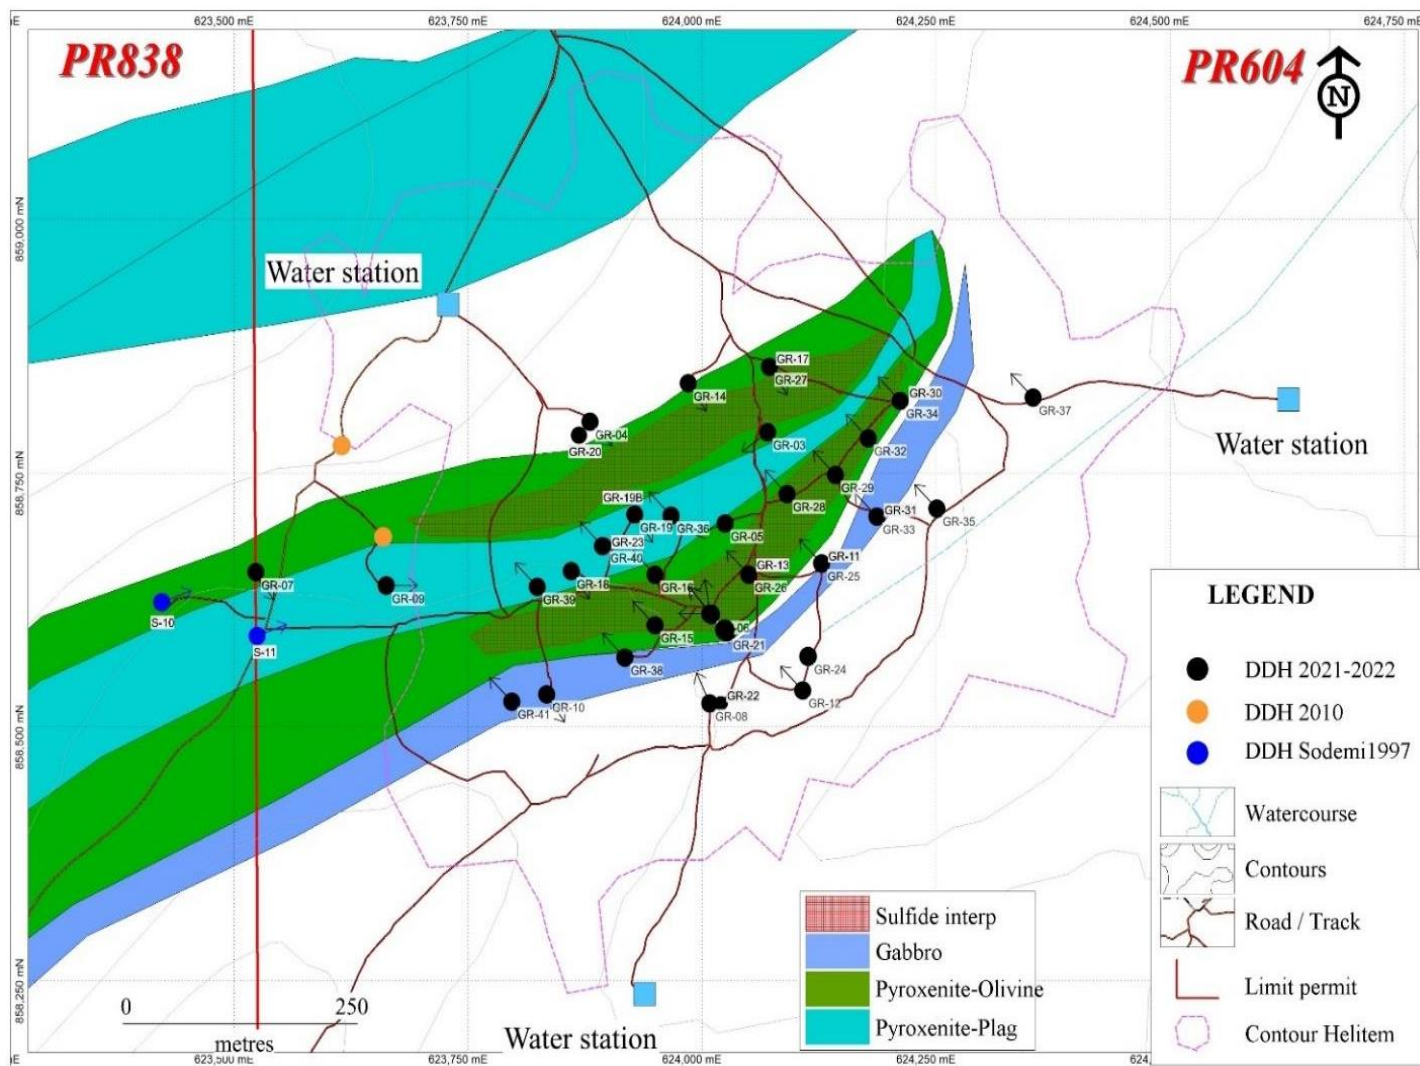 623,500 mE
623,750 mE
624,000 mE
624,250 mE
624,500 mE
624,750 mE
PR838
PR604
N
859,000 mN
Water station
GR-17
GR-27
GR-14
GR-30
GR-34
GR-37
Water station
GR-04
GR-20
GR-03
GR-32
858,750 mN
GR-29
GR-28
GR-19B
GR-19
GR-36
GR-05
GR-31
GR-33
GR-35
GR-23
GR-40
GR-11
GR-25
GR-13
GR-26
GR-07
GR-09
GR-18
GR-39
GR-16
S-10
S-11
GR-15
-06
GR-21
GR-38
GR-24
GR-12
GR-22
GR-08
GR-10
GR-41
858,500 mN
858,250 mN
LEGEND
DDH 2021-2022
DDH 2010
DDH Sodemi1997
Watercourse
Contours
Road / Track
Limit permit
Contour Helitem
Sulfide interp
Gabbro
Pyroxenite-Olivine
Pyroxenite-Plag
0 250
metres
Water station
623,500 mE
623,750 mE
624,000 mE
624,250 mE